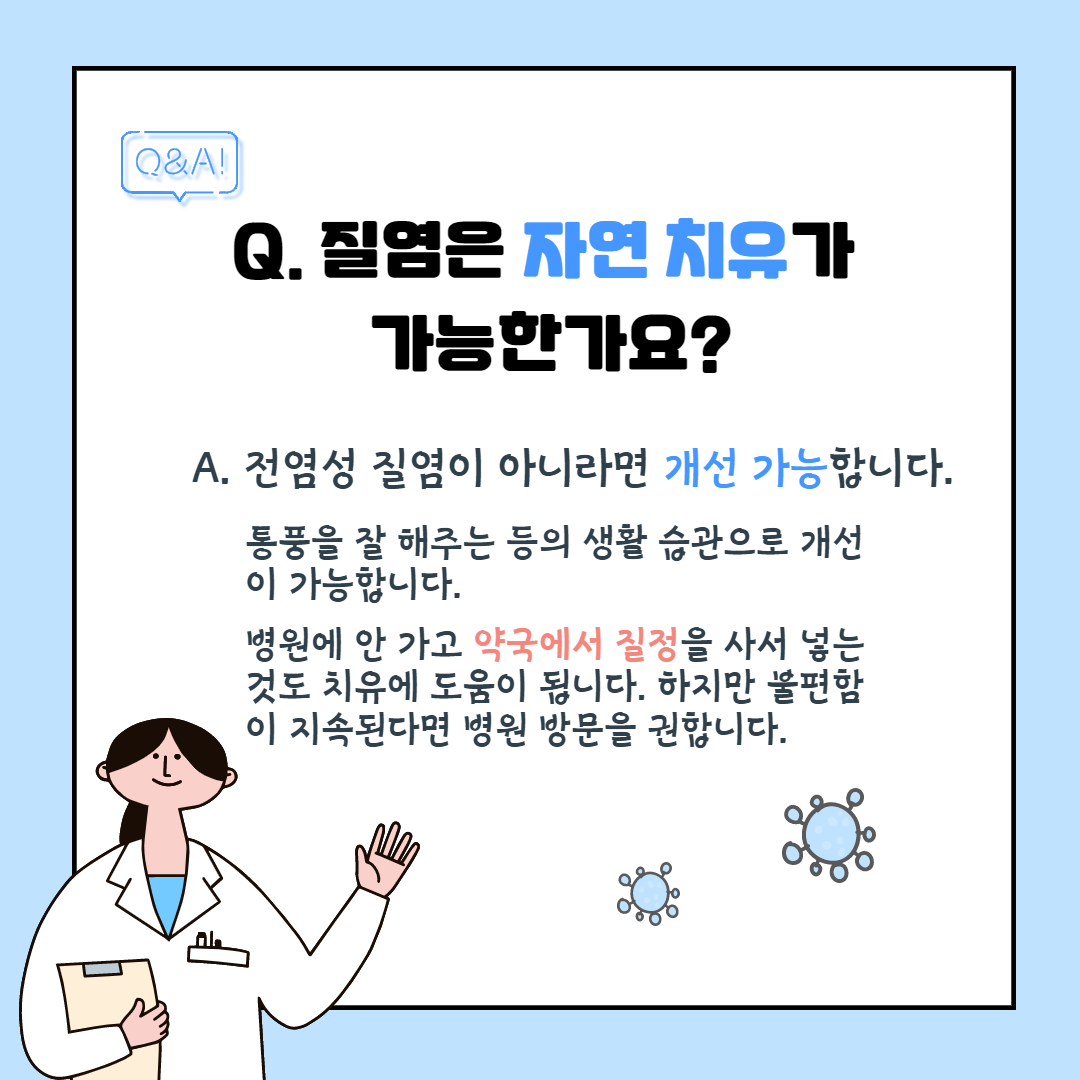 Q&A!
Q. 질염은 자연 치유가
가능한가요?
A. 전염성 질염이 아니라면 개선 가능합니다.
통풍을 잘 해주는 등의 생활 습관으로 개선
이 가능합니다.
병원에 안 가고 약국에서 질정을 사서 넣는
것도 치유에 도움이 됩니다. 하지만 불편함
이 지속된다면 병원 방문을 권합니다.